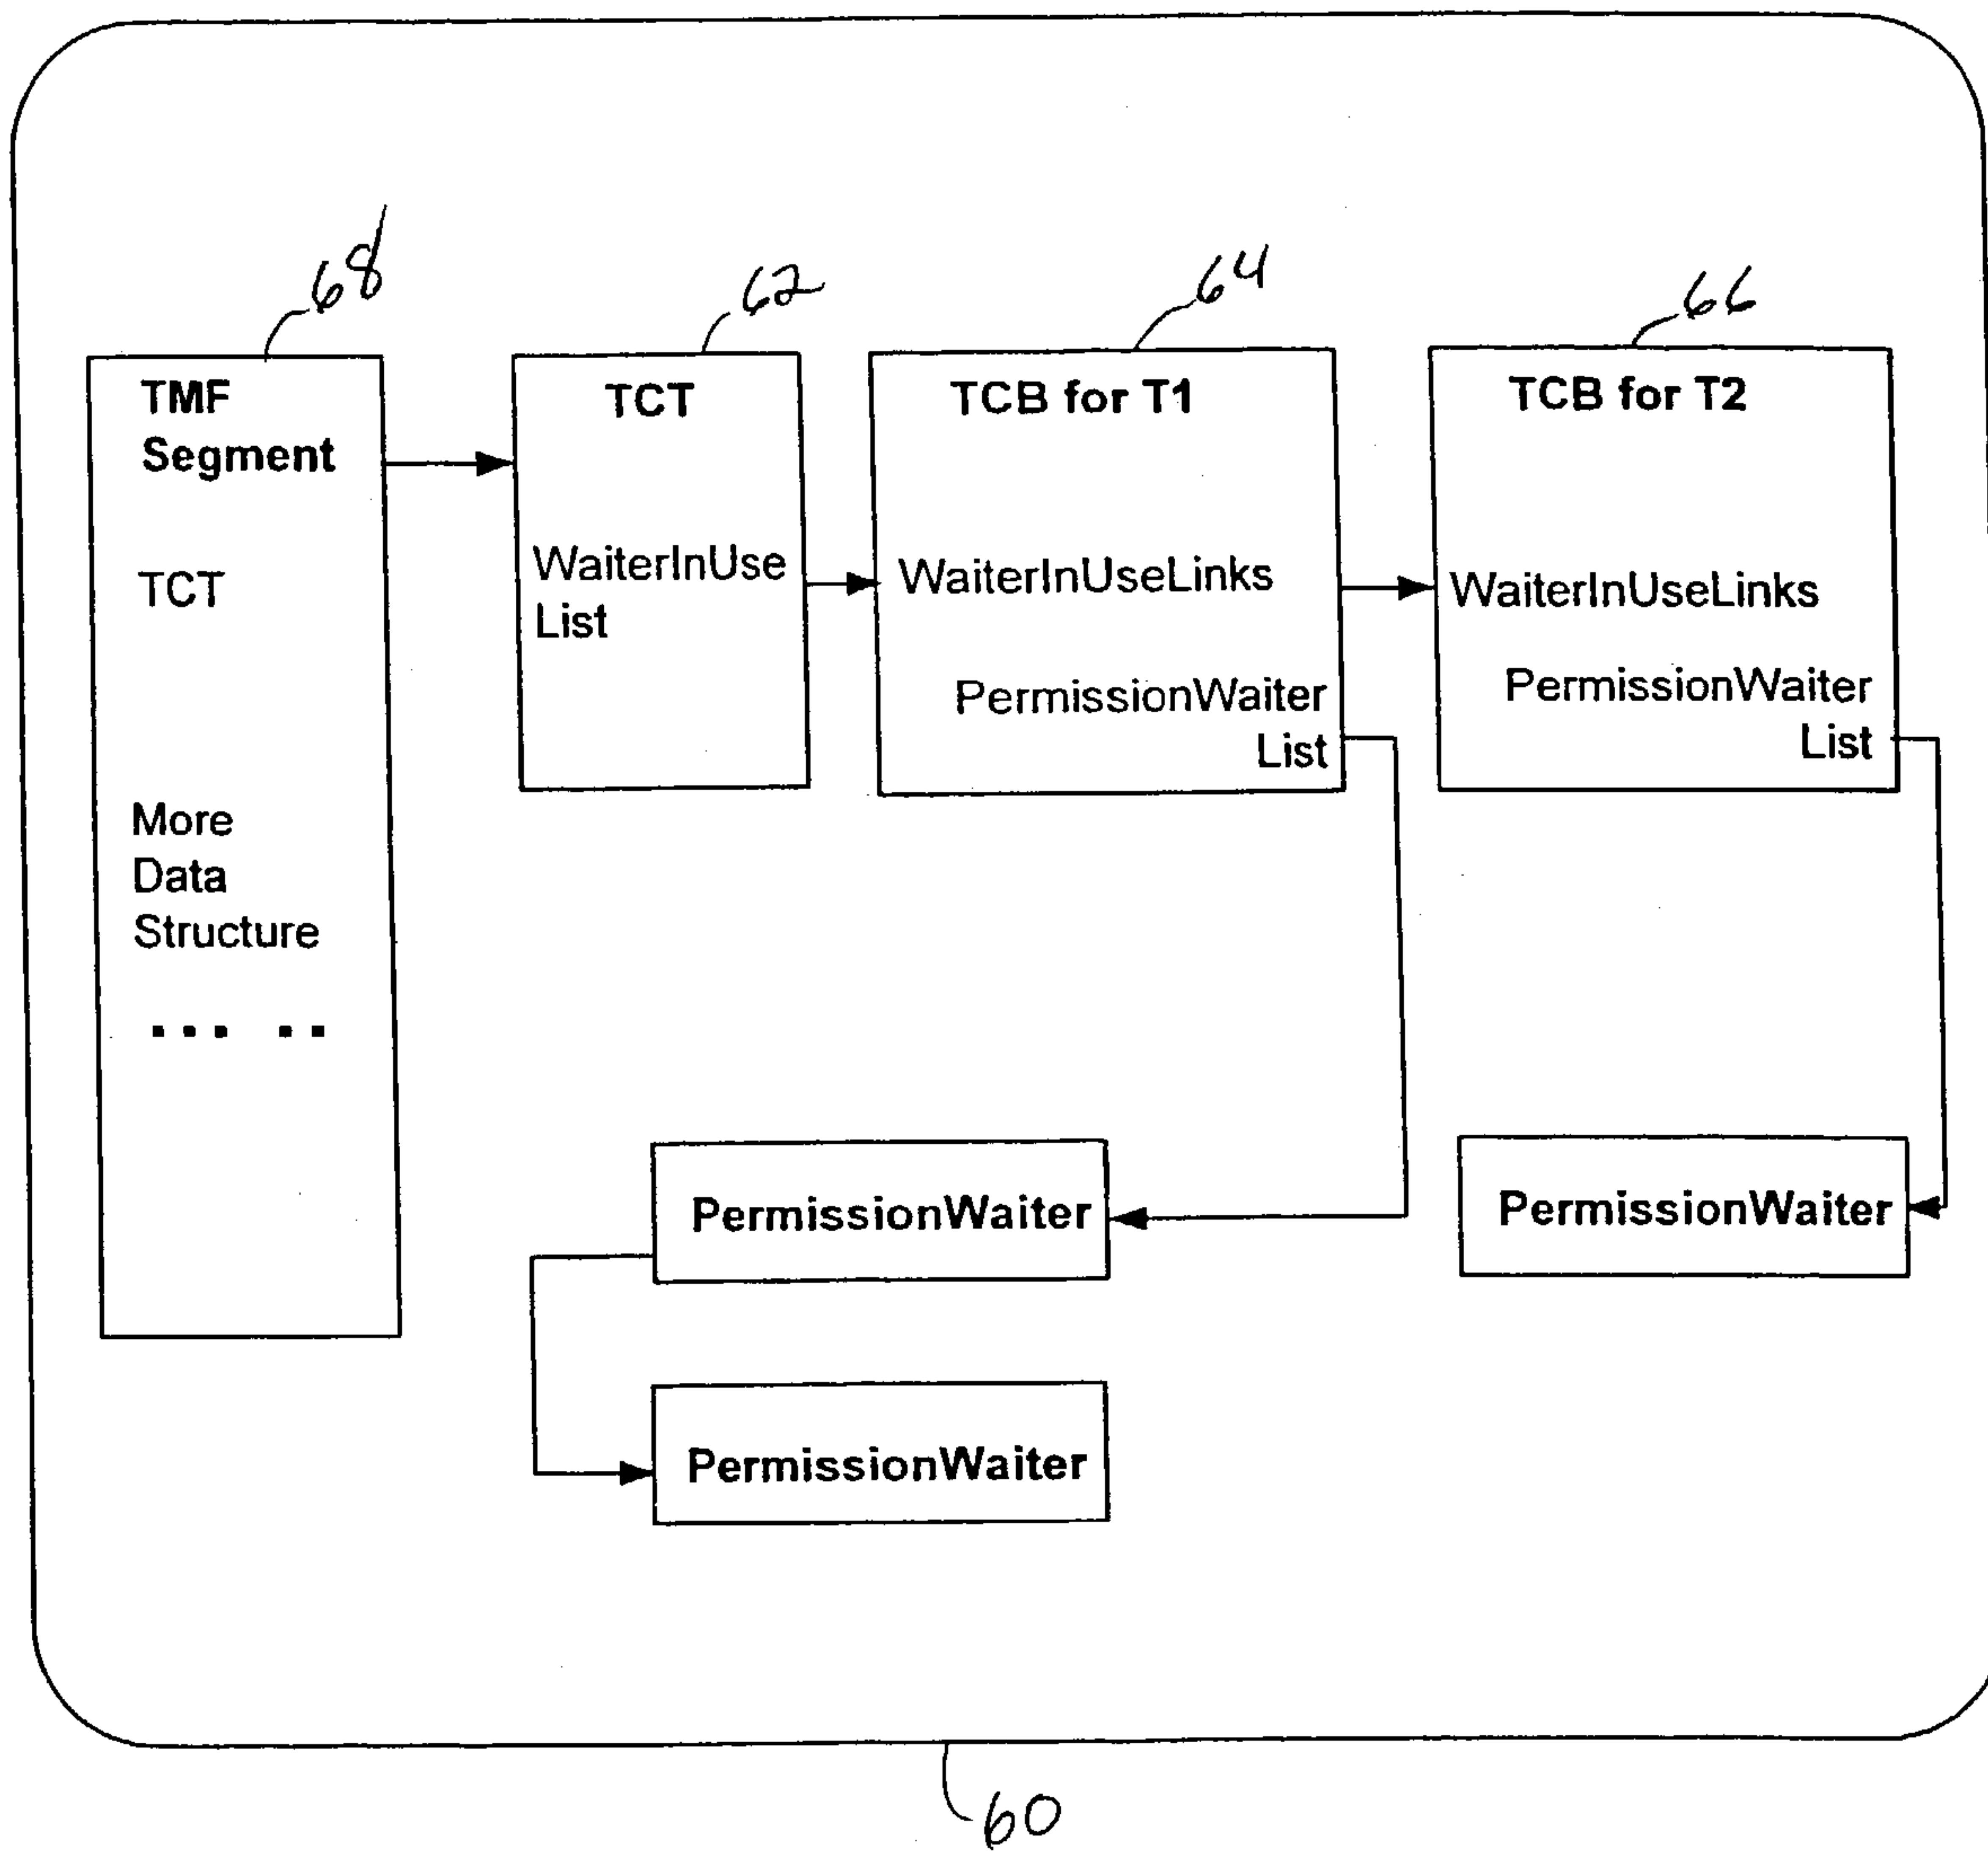 68
62
64
66
TMF
Segment
TCT
More
Data
Structure
... ..
TCT
WaiterInUse
List
TCB for T1
WaiterInUseLinks
PermissionWaiter
List
TCB for T2
WaiterInUseLinks
PermissionWaiter
List
PermissionWaiter
PermissionWaiter
PermissionWaiter
60